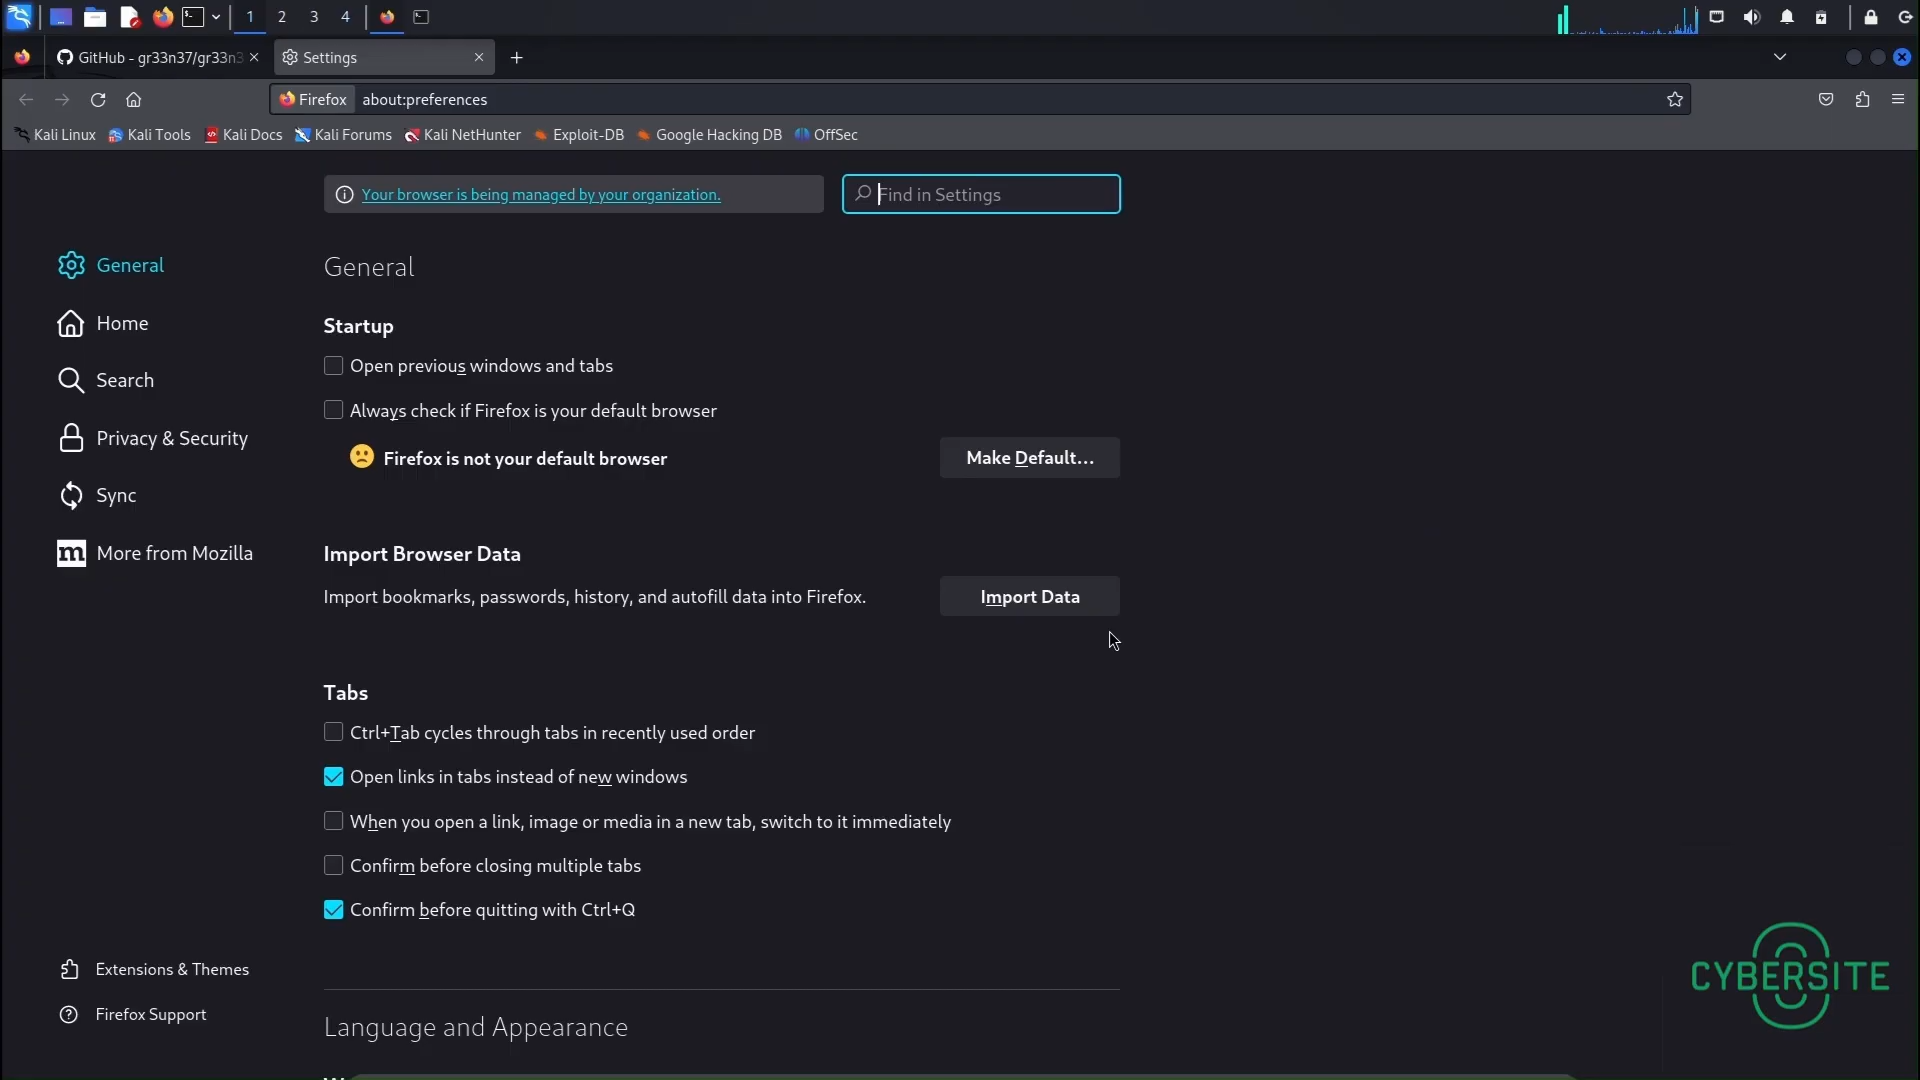 1 2 3 4
GitHub - gr33n37/gr33n3
Settings
Firefox about:preferences
Kali Linux Kali Tools Kali Docs Kali Forums Kali NetHunter Exploit-DB Google Hacking DB OffSec
Your browser is being managed by your organization.
Find in Settings
General
Home
Search
Privacy & Security
Sync
More from Mozilla
Extensions & Themes
Firefox Support
General
Startup
Open previous windows and tabs
Always check if Firefox is your default browser
Firefox is not your default browser
Make Default...
Import Browser Data
Import bookmarks, passwords, history, and autofill data into Firefox.
Import Data
Tabs
Ctrl+Tab cycles through tabs in recently used order
Open links in tabs instead of new windows
When you open a link, image or media in a new tab, switch to it immediately
Confirm before closing multiple tabs
Confirm before quitting with Ctrl+Q
Language and Appearance
CYBERSITE